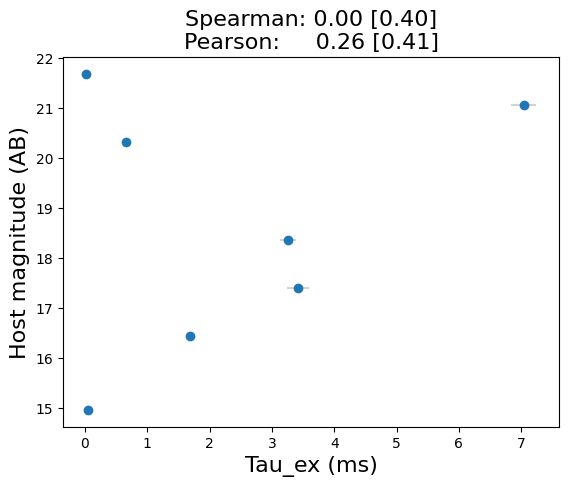 Spearman: 0.00 [0.40]
Pearson: 0.26 [0.41]
22
21
20
19
18
17
16
15
Host magnitude (AB)
0 1 2 3 4 5 6 7
Tau_ex (ms)